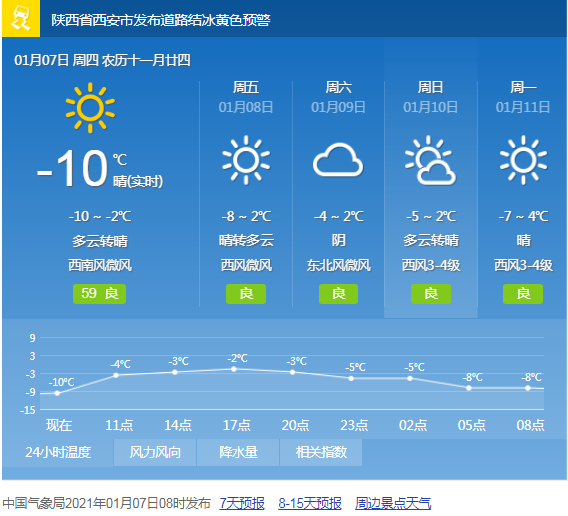 陕西省西安市发布道路结冰黄色预警
01月07日 周四 农历十一月廿四
-10 ℃
晴(实时)
-10 ~ -2℃
多云转晴
西南风微风
59 良
周五
01月08日
-8 ~ 2℃
晴转多云
西风微风
良
周六
01月09日
-4 ~ 2℃
阴
东北风微风
良
周日
01月10日
-5 ~ 2℃
多云转晴
西风3-4级
良
周一
01月11日
-7 ~ 4℃
晴
西风3-4级
良
9
3
-3
-9
-15
-10℃ -4℃ -3℃ -2℃ -3℃ -5℃ -5℃ -8℃ -8℃
现在 11点 14点 17点 20点 23点 02点 05点 08点
24小时温度 风力风向 降水量 相关指数
中国气象局2021年01月07日08时发布 7天预报 8-15天预报 周边景点天气